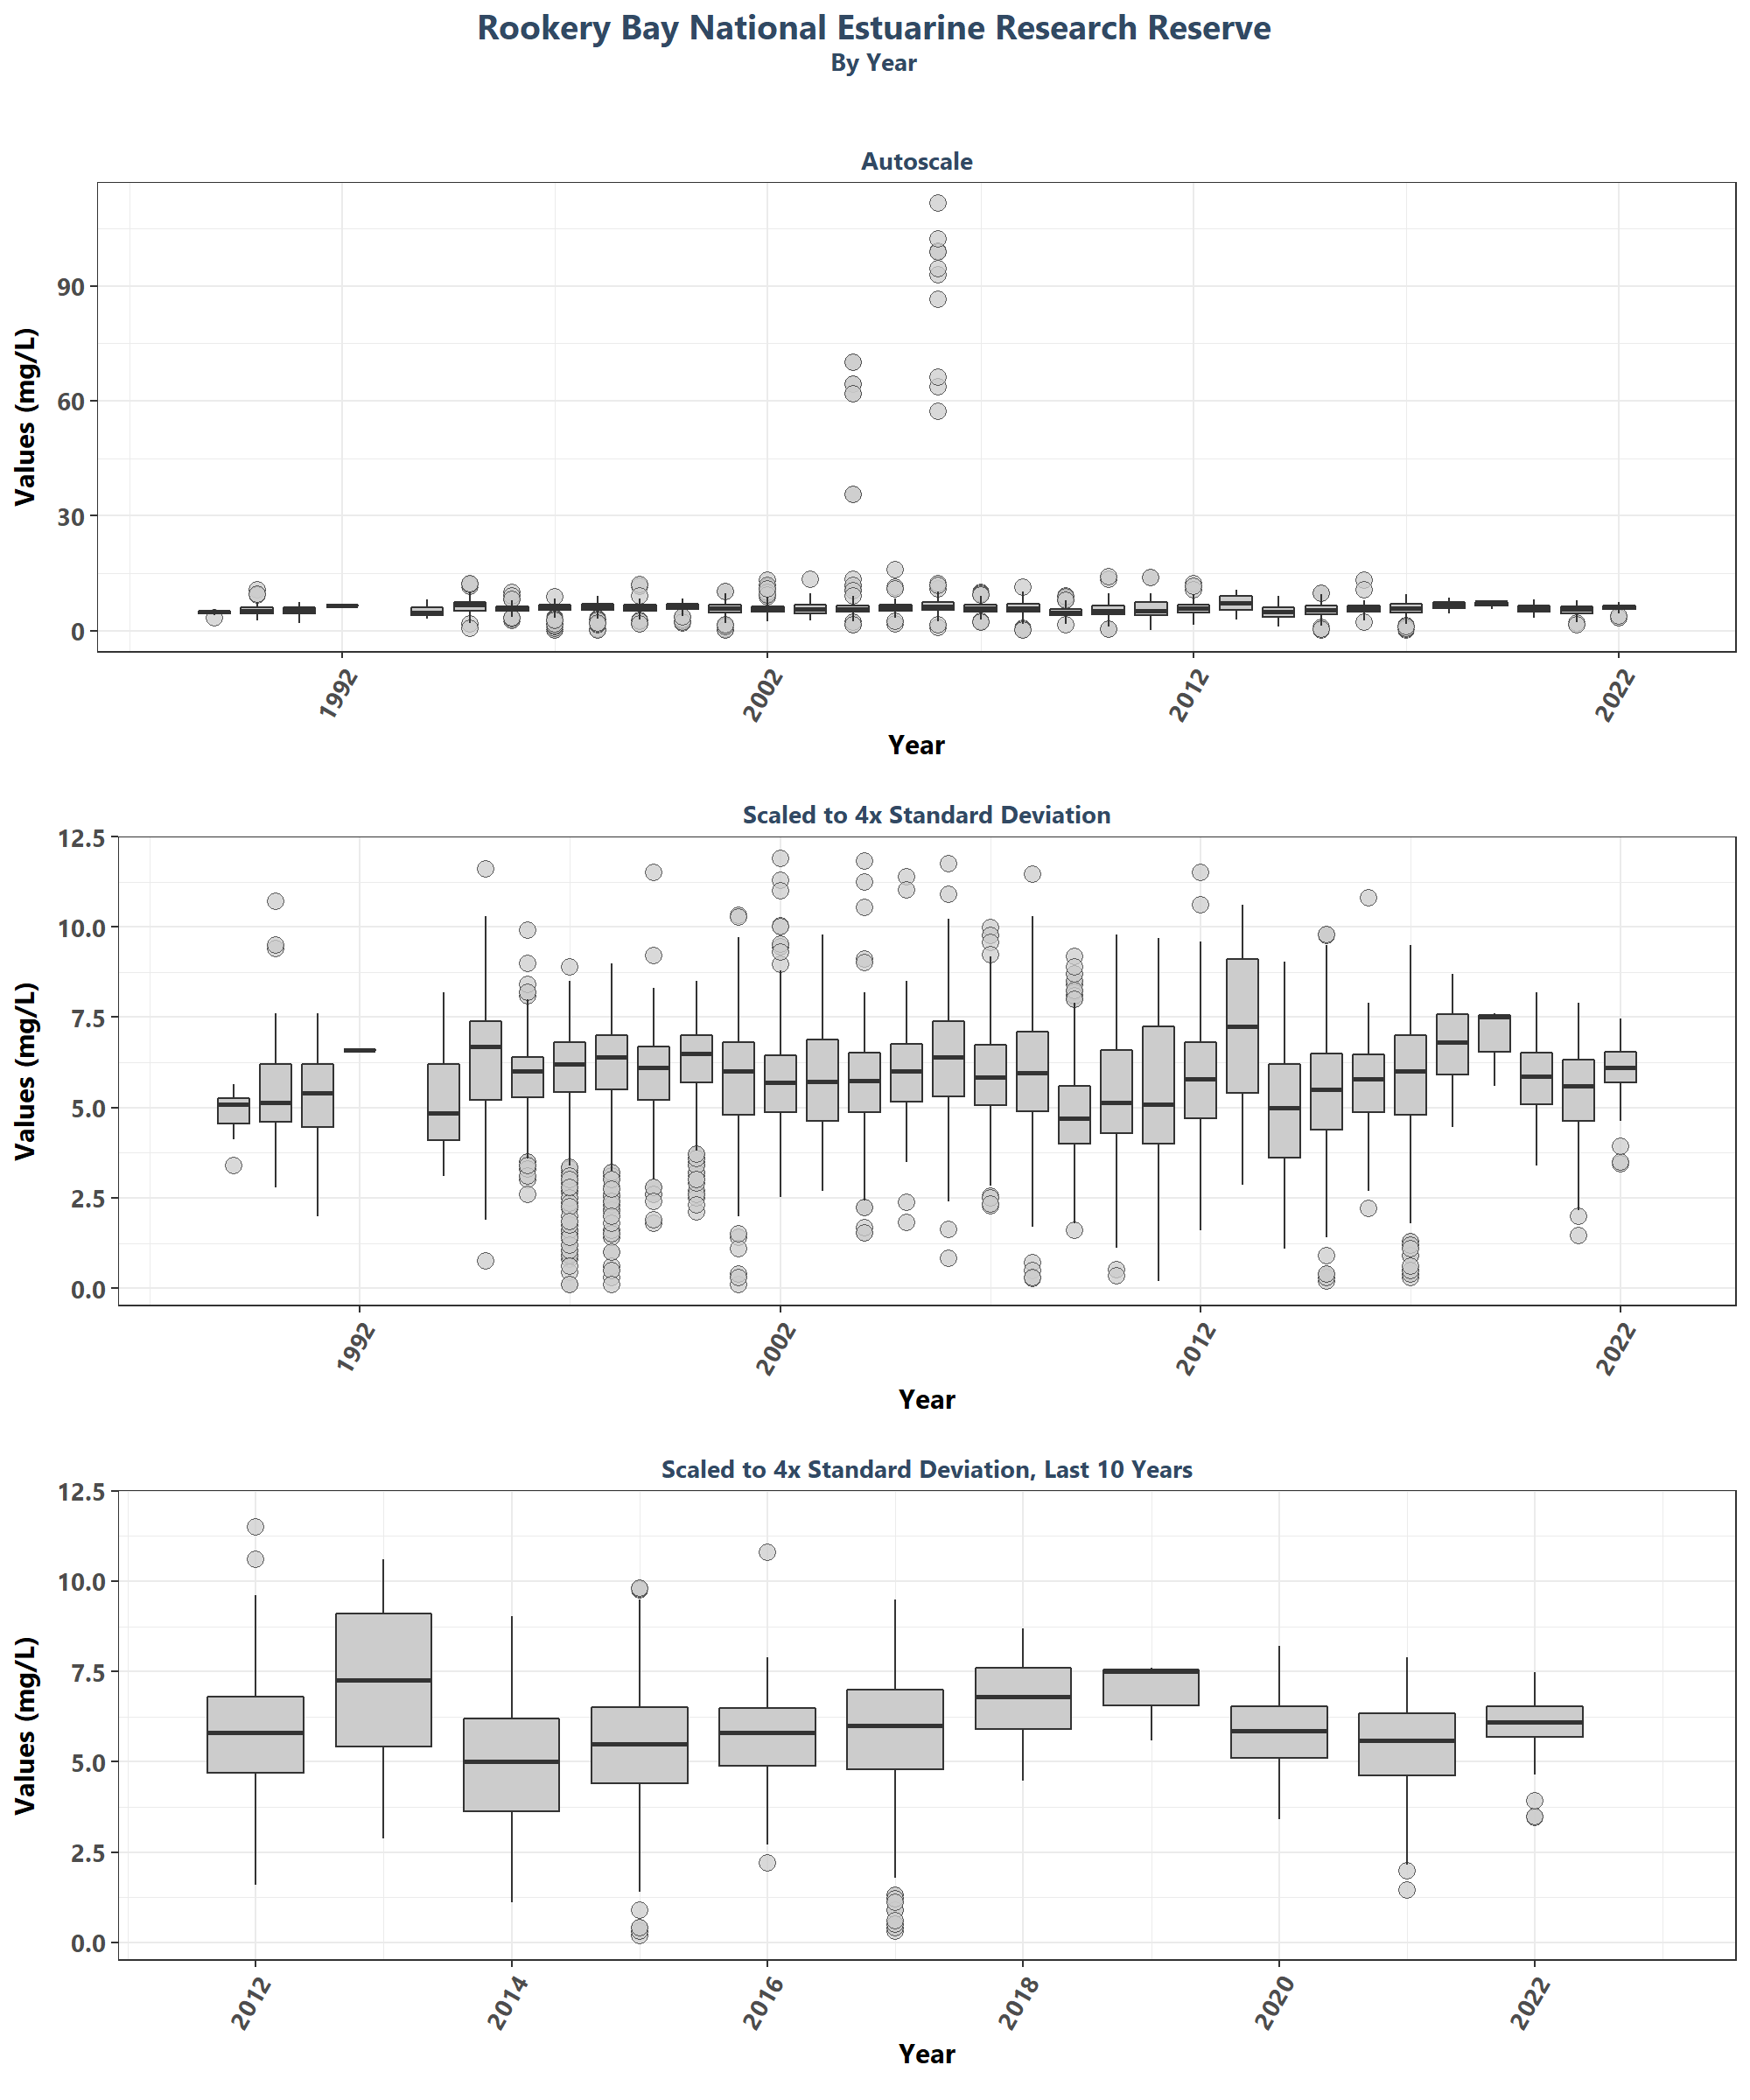 Rookery Bay National Estuarine Research Reserve
By Year
Autoscale
Values (mg/L)
90
60
30
0
1992
2002
2012
2022
Year
Scaled to 4x Standard Deviation
Values (mg/L)
12.5
10.0
7.5
5.0
2.5
0.0
1992
2002
2012
2022
Year
Scaled to 4x Standard Deviation, Last 10 Years
Values (mg/L)
12.5
10.0
7.5
5.0
2.5
0.0
2012
2014
2016
2018
2020
2022
Year